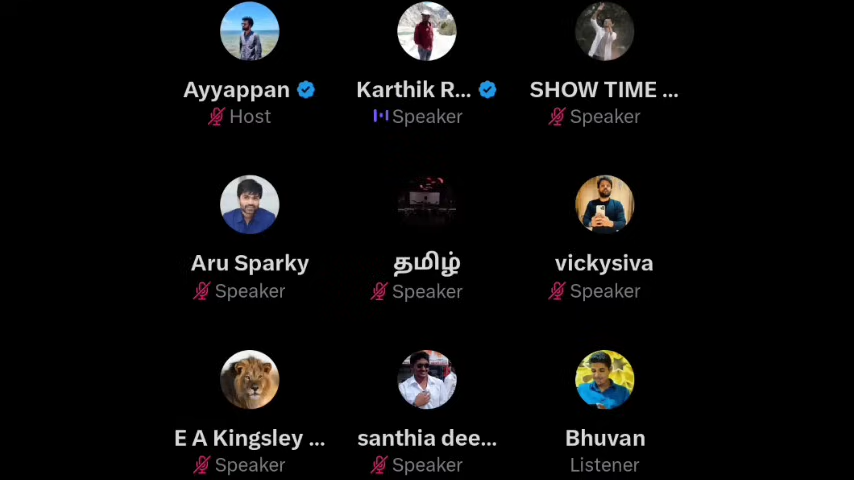 Ayyappan Karthik R... SHOW TIME ...
Host Speaker Speaker
Aru Sparky தமிழ் vickysiva
Speaker Speaker Speaker
E A Kingsley ... santhia dee... Bhuvan
Speaker Speaker Listener